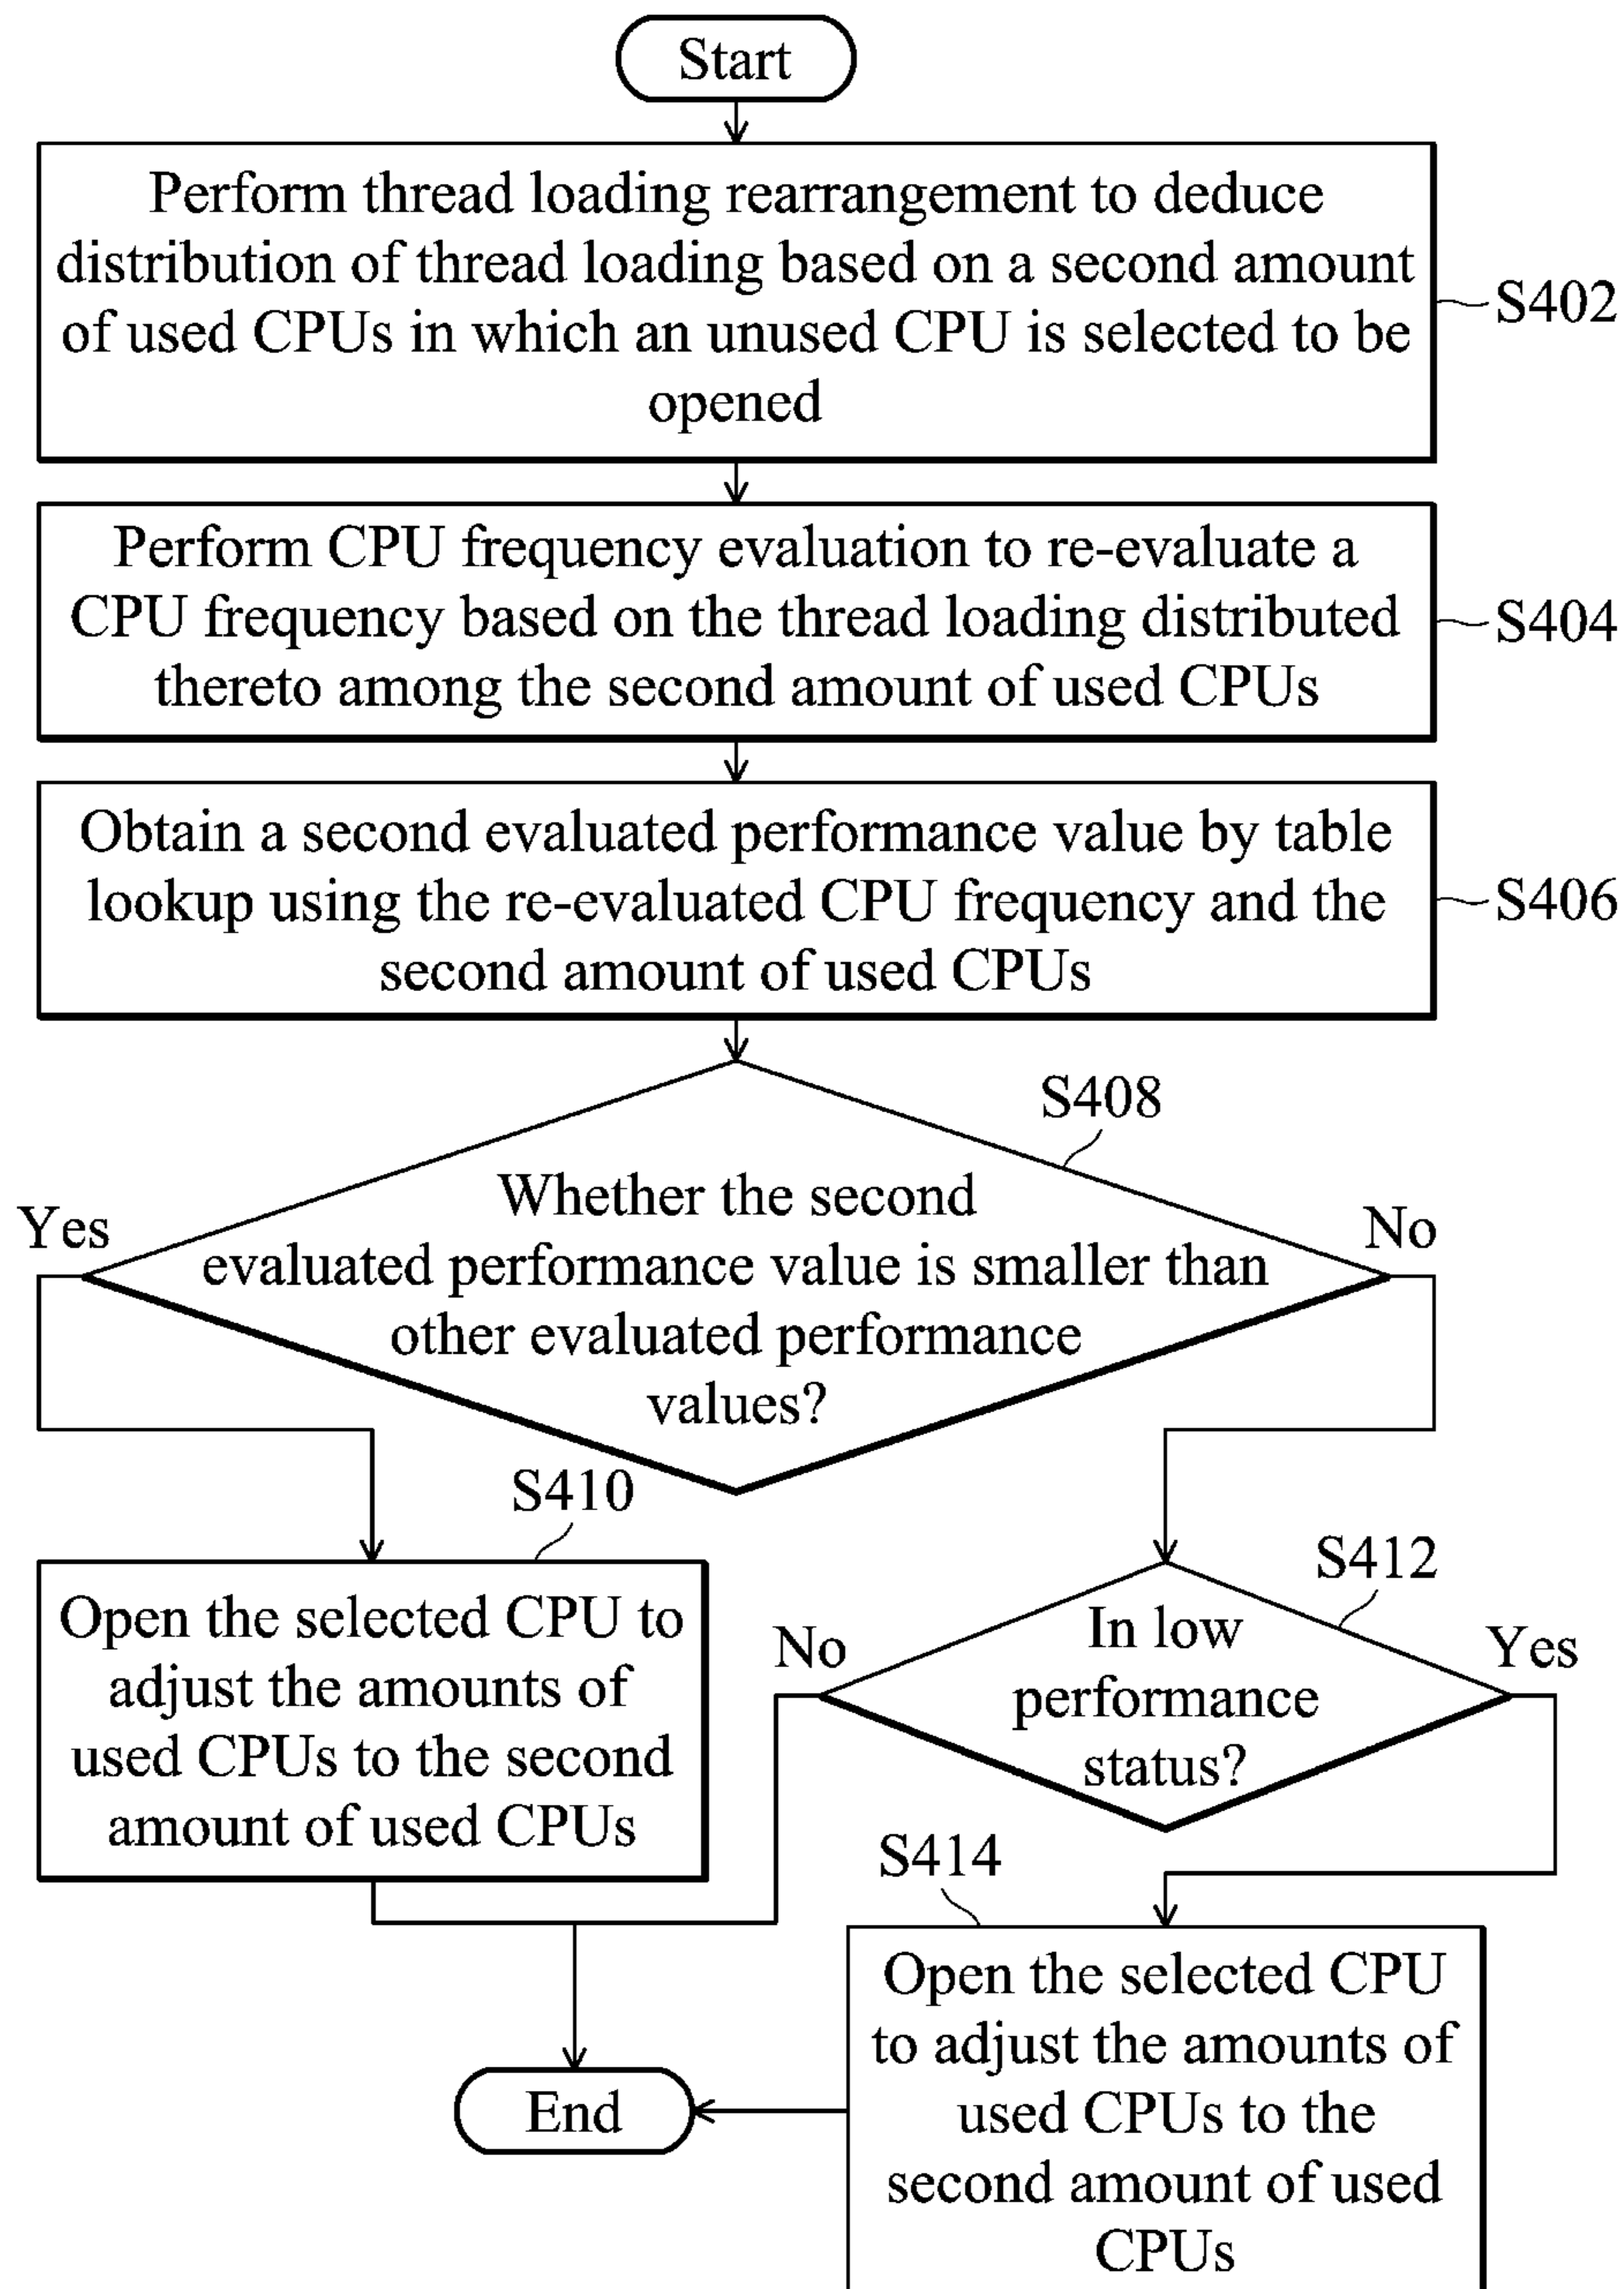 Start
Perform thread loading rearrangement to deduce
distribution of thread loading based on a second amount
of used CPUs in which an unused CPU is selected to be
opened
S402
Perform CPU frequency evaluation to re-evaluate a
CPU frequency based on the thread loading distributed
thereto among the second amount of used CPUs
S404
Obtain a second evaluated performance value by table
lookup using the re-evaluated CPU frequency and the
second amount of used CPUs
S406
S408
Whether the second
evaluated performance value is smaller than
other evaluated performance
values?
Yes
No
S410
Open the selected CPU to
adjust the amounts of
used CPUs to the second
amount of used CPUs
S412
In low
performance
status?
No
Yes
S414
Open the selected CPU
to adjust the amounts of
used CPUs to the
second amount of used
CPUs
End